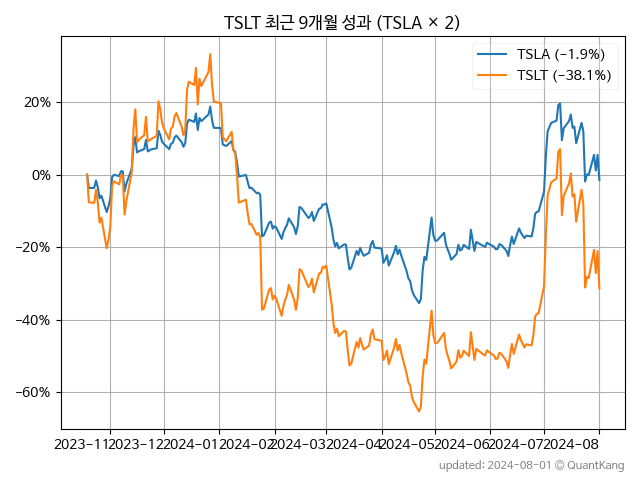 TSLT 최근 9개월 성과 (TSLA × 2)
TSLA (−1.9%)
TSLT (−38.1%)
20%
0%
−20%
−40%
−60%
2023-11 2023-12 2024-01 2024-02 2024-03 2024-04 2024-05 2024-06 2024-07 2024-08
updated: 2024-08-01 © QuantKang